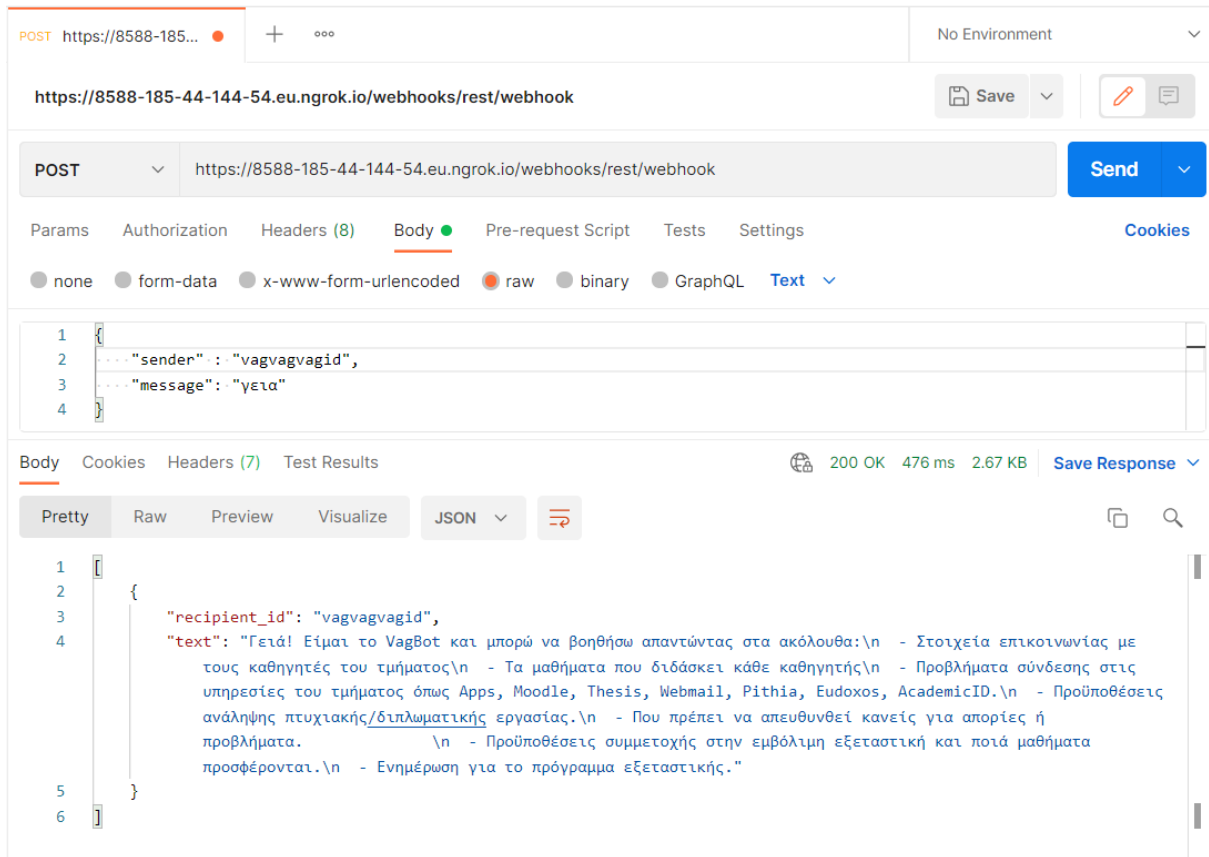 POST https://8588-185... No Environment
https://8588-185-44-144-54.eu.ngrok.io/webhooks/rest/webhook Save
POST https://8588-185-44-144-54.eu.ngrok.io/webhooks/rest/webhook Send
Params Authorization Headers (8) Body Pre-request Script Tests Settings Cookies
none form-data x-www-form-urlencoded raw binary GraphQL Text
1 {
2 "sender" : "vagvagvagid",
3 "message": "γεια"
4 }
Body Cookies Headers (7) Test Results 200 OK 476 ms 2.67 KB Save Response
Pretty Raw Preview Visualize JSON
1 [
2 {
3 "recipient_id": "vagvagvagid",
4 "text": "Γειά! Είμαι το VagBot και μπορώ να βοηθήσω απαντώντας στα ακόλουθα:\n - Στοιχεία επικοινωνίας με
τους καθηγητές του τμήματος\n - Τα μαθήματα που διδάσκει κάθε καθηγητής\n - Προβλήματα σύνδεσης στις
υπηρεσίες του τμήματος όπως Apps, Moodle, Thesis, Webmail, Pithia, Eudoxos, AcademicID.\n - Προϋποθέσεις
ανάληψης πτυχιακής/διπλωματικής εργασίας.\n - Που πρέπει να απευθυνθεί κανείς για απορίες ή
προβλήματα. \n - Προϋποθέσεις συμμετοχής στην εμβόλιμη εξεταστική και ποιά μαθήματα
προσφέρονται.\n - Ενημέρωση για το πρόγραμμα εξεταστικής."
5 }
6 ]